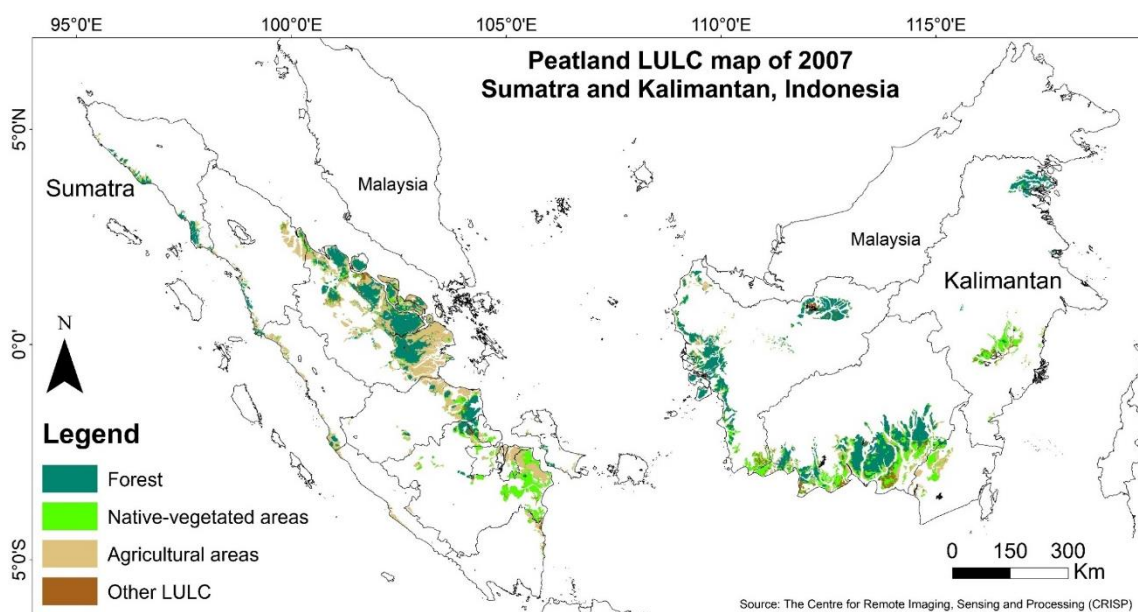 95°0'E 100°0'E 105°0'E 110°0'E 115°0'E
Peatland LULC map of 2007
Sumatra and Kalimantan, Indonesia
5°0'N
0°0'
5°0'S
Sumatra
Malaysia
Malaysia
Kalimantan
N
Legend
Forest
Native-vegetated areas
Agricultural areas
Other LULC
0 150 300
Km
Source: The Centre for Remote Imaging, Sensing and Processing (CRISP)